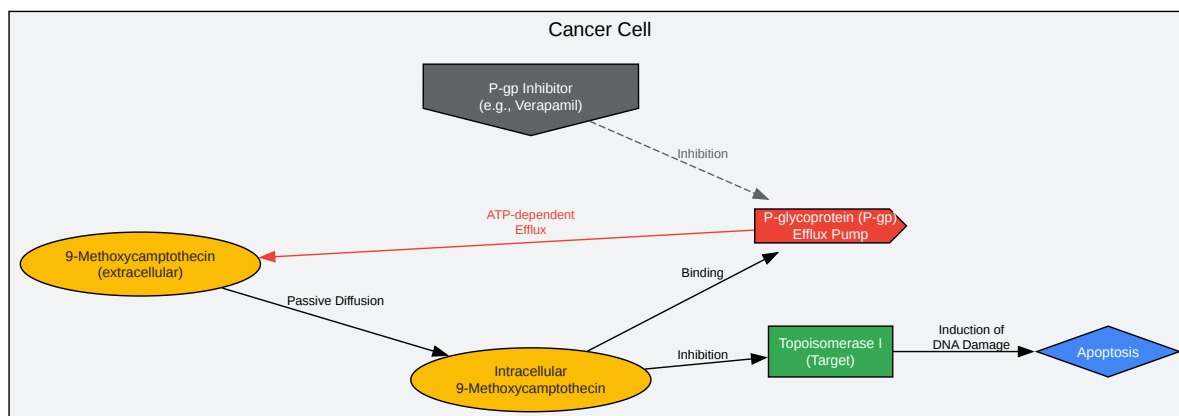 Cancer Cell
P-gp Inhibitor
(e.g., Verapamil)
Inhibition
P-glycoprotein (P-gp)
Efflux Pump
ATP-dependent
Efflux
9-Methoxycamptothecin
(extracellular)
Passive Diffusion
Binding
Intracellular
9-Methoxycamptothecin
Inhibition
Topoisomerase I
(Target)
Induction of
DNA Damage
Apoptosis